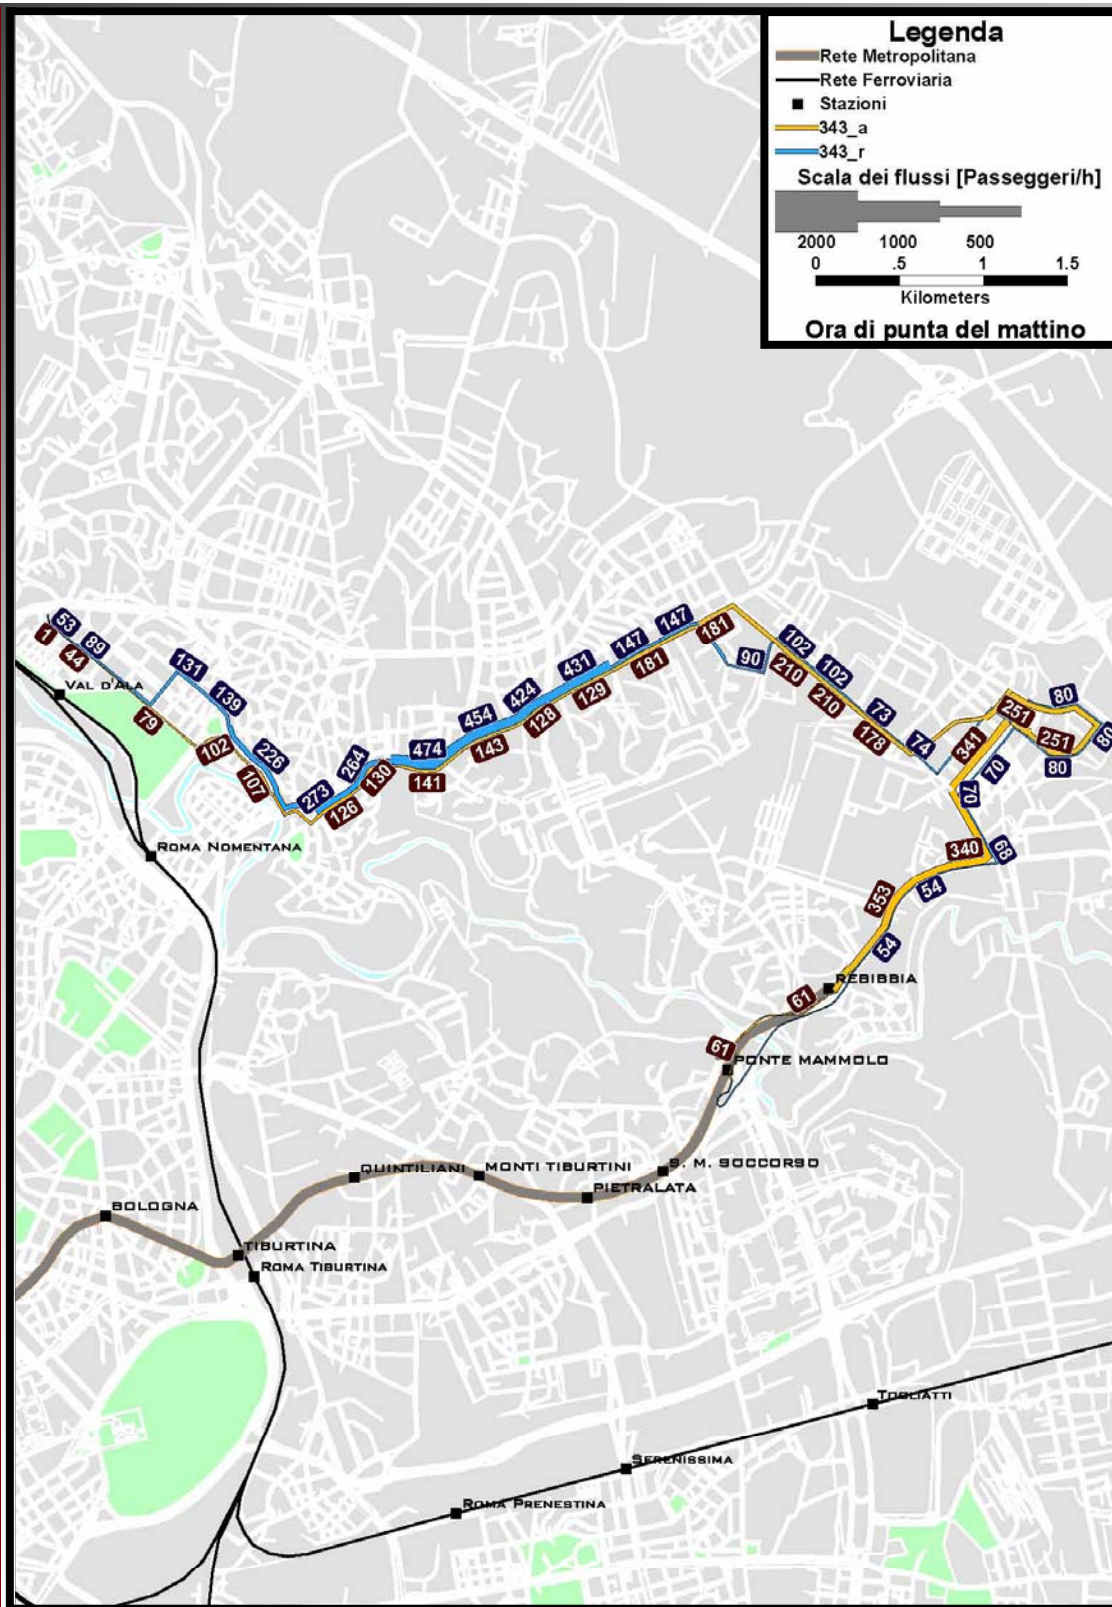 Legenda
Rete Metropolitana
Rete Ferroviaria
Stazioni
343_a
343_r
Scala dei flussi [Passeggeri/h]
2000 1000 500
0 .5 1 1.5
Kilometers
Ora di punta del mattino
53
1
89
44
VAL D'ALA
131
79
139
102
226
107
273
126
264
130
474
141
454
143
424
128
431
129
147
181
147
181
90
102
210
102
210
73
178
74
341
251
80
251
80
80
70
70
68
340
54
353
54
ROMA NOMENTANA
REBIBBIA
61
61
PONTE MAMMOLO
S. M. SOCCORSO
QUINTILIANI
MONTI TIBURTINI
PIETRALATA
BOLOGNA
TIBURTINA
ROMA TIBURTINA
TOGLIATTI
SERENISSIMA
ROMA PRENESTINA